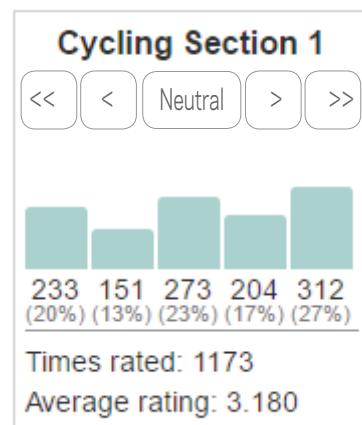 Cycling Section 1
<< < Neutral > >>
233 151 273 204 312
(20%) (13%) (23%) (17%) (27%)
Times rated: 1173
Average rating: 3.180